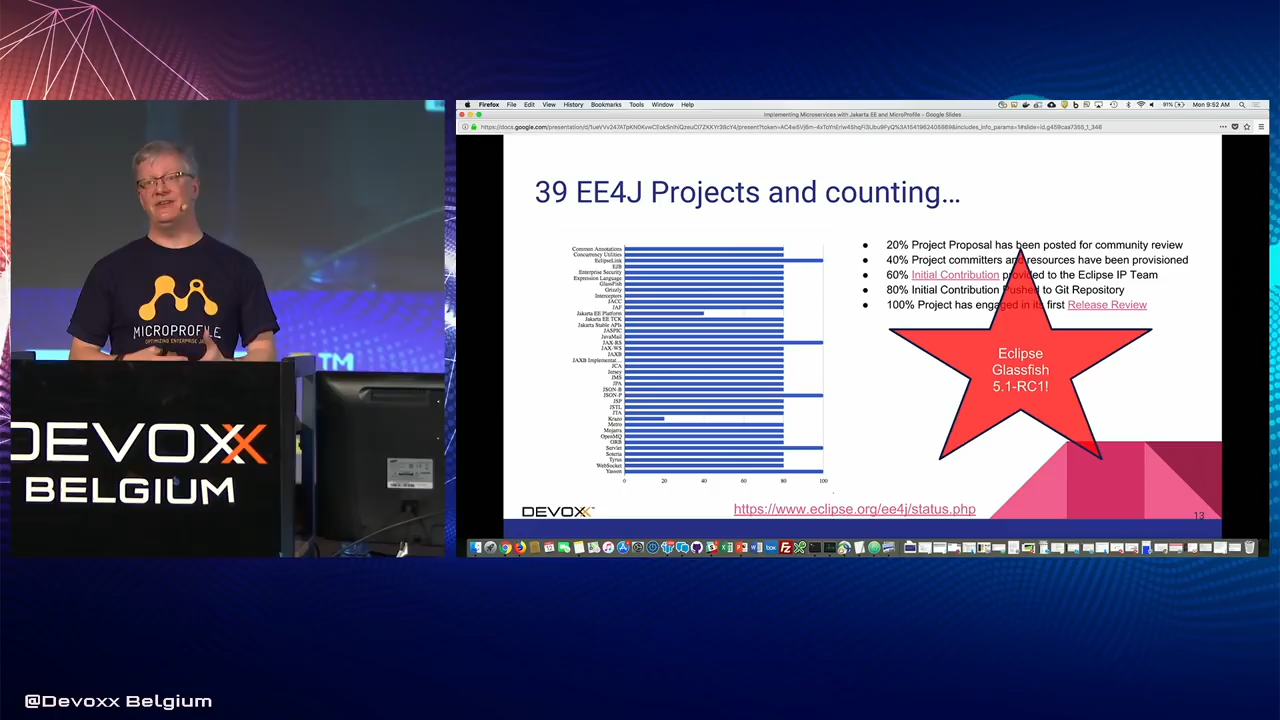 Firefox File Edit View History Bookmarks Tools Window Help
91%
Mon 9:52 AM
Implementing Microservices with Jakarta EE and MicroProfile - Google Slides
39 EE4J Projects and counting…
Common Annotations
Concurrency Utilities
EclipseLink
EJB
Enterprise Security
Expression Language
GlassFish
Grizzly
Interceptors
JACC
JAF
Jakarta EE Platform
Jakarta EE TCK
Jakarta Stable APIs
JASPIC
JavaMail
JAX-RS
JAX-WS
JAXB
JAXB Implementat...
JCA
Jersey
JMS
JPA
JSON-B
JSON-P
JSP
JSTL
JTA
Krazo
Metro
Mojarra
OpenMQ
ORB
Servlet
Soteria
Tyrus
WebSocket
Yasson
0 20 40 60 80 100
● 20% Project Proposal has been posted for community review
● 40% Project committers and resources have been provisioned
● 60% Initial Contribution provided to the Eclipse IP Team
● 80% Initial Contribution Pushed to Git Repository
● 100% Project has engaged in its first Release Review
Eclipse
Glassfish
5.1-RC1!
DEVOXX
https://www.eclipse.org/ee4j/status.php
13
MICROPROFILE
OPTIMIZING ENTERPRISE
TM
DEVOXX
BELGIUM
@Devoxx Belgium